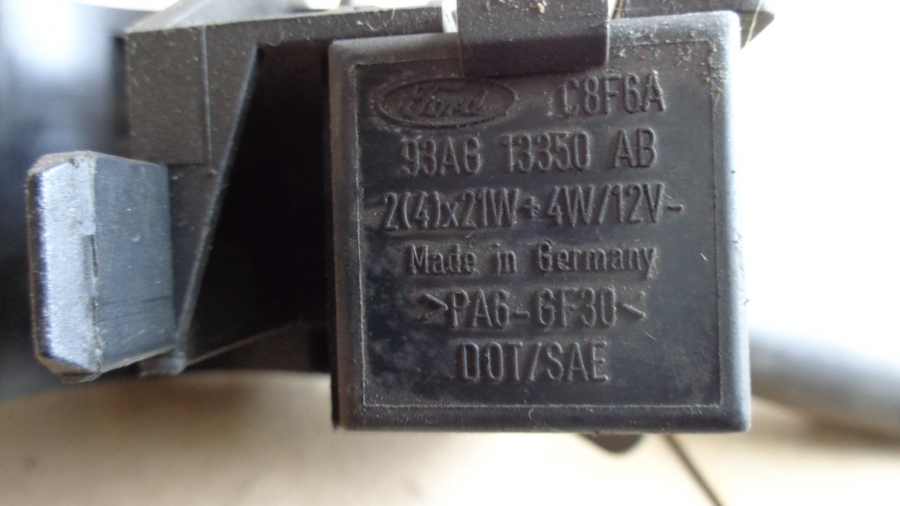 Ford C8F6A
93AG 13350 AB
2(4)x21W+4W/12V-
Made in Germany
>PA6-GF30<
DOT/SAE